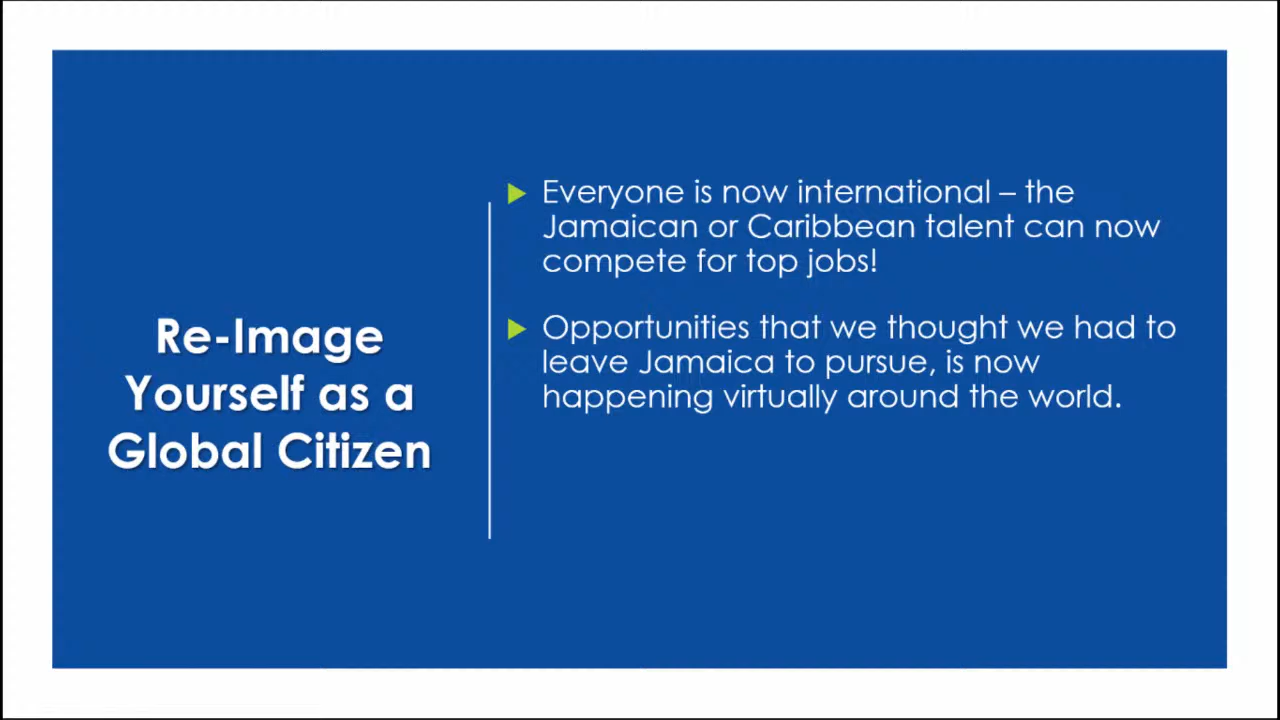 Re-Image
Yourself as a
Global Citizen
Everyone is now international – the
Jamaican or Caribbean talent can now
compete for top jobs!
Opportunities that we thought we had to
leave Jamaica to pursue, is now
happening virtually around the world.